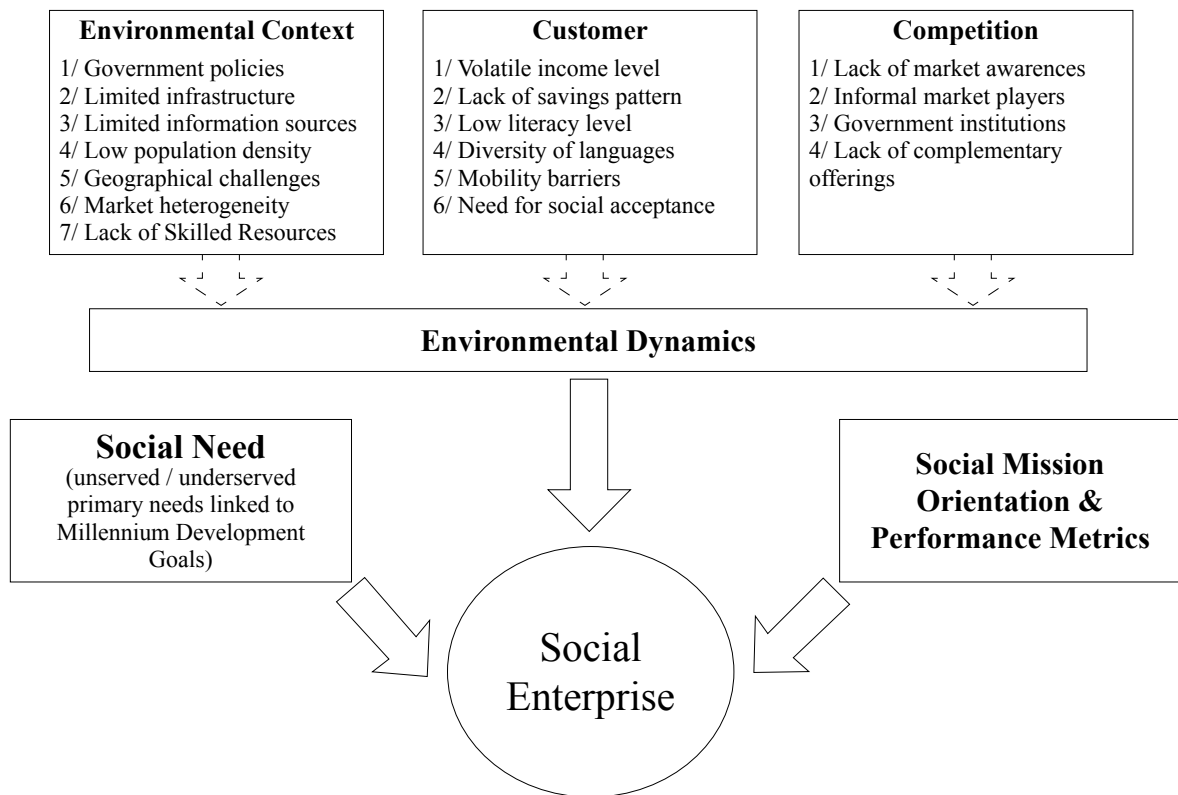 Environmental Context
1/ Government policies
2/ Limited infrastructure
3/ Limited information sources
4/ Low population density
5/ Geographical challenges
6/ Market heterogeneity
7/ Lack of Skilled Resources
Customer
1/ Volatile income level
2/ Lack of savings pattern
3/ Low literacy level
4/ Diversity of languages
5/ Mobility barriers
6/ Need for social acceptance
Competition
1/ Lack of market awarences
2/ Informal market players
3/ Government institutions
4/ Lack of complementary
offerings
Environmental Dynamics
Social Need
(unserved / underserved
primary needs linked to
Millennium Development
Goals)
Social Mission
Orientation &
Performance Metrics
Social
Enterprise